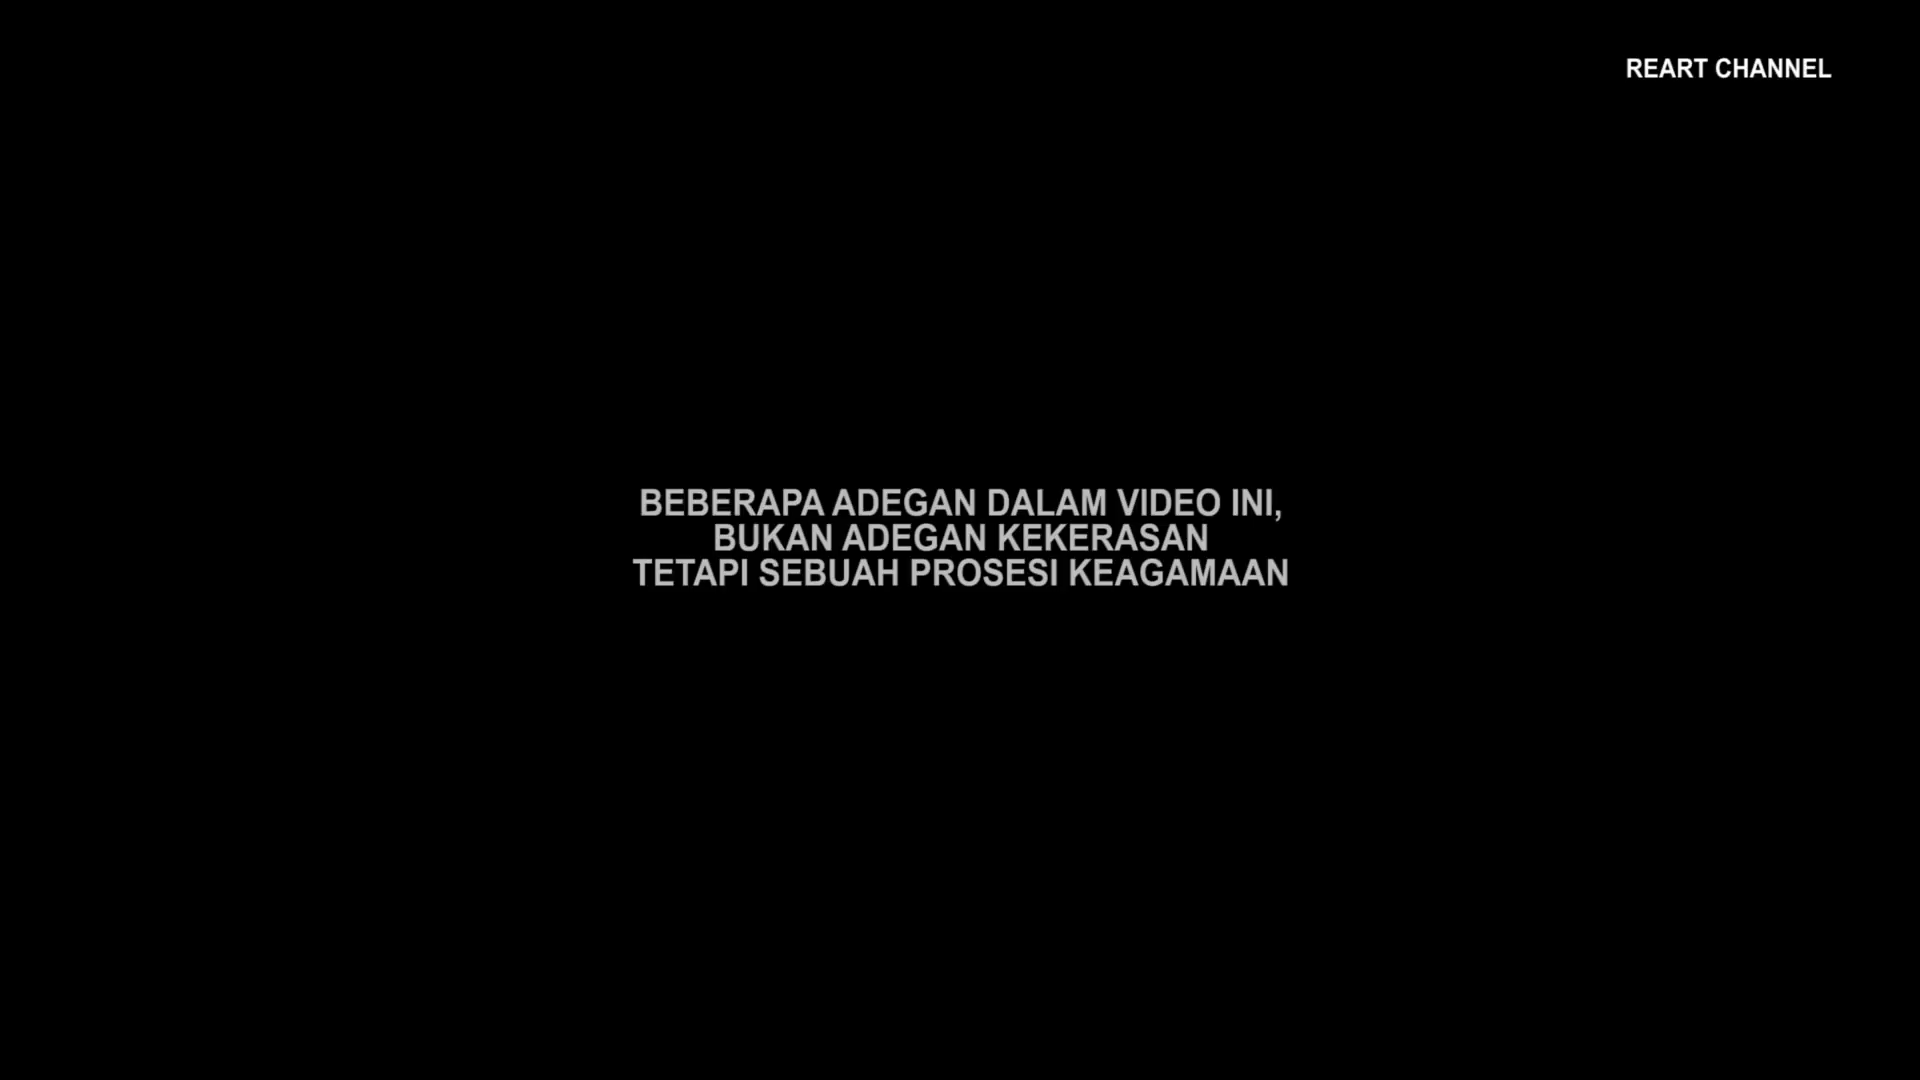 REART CHANNEL
BEBERAPA ADEGAN DALAM VIDEO INI,
BUKAN ADEGAN KEKERASAN
TETAPI SEBUAH PROSESI KEAGAMAAN